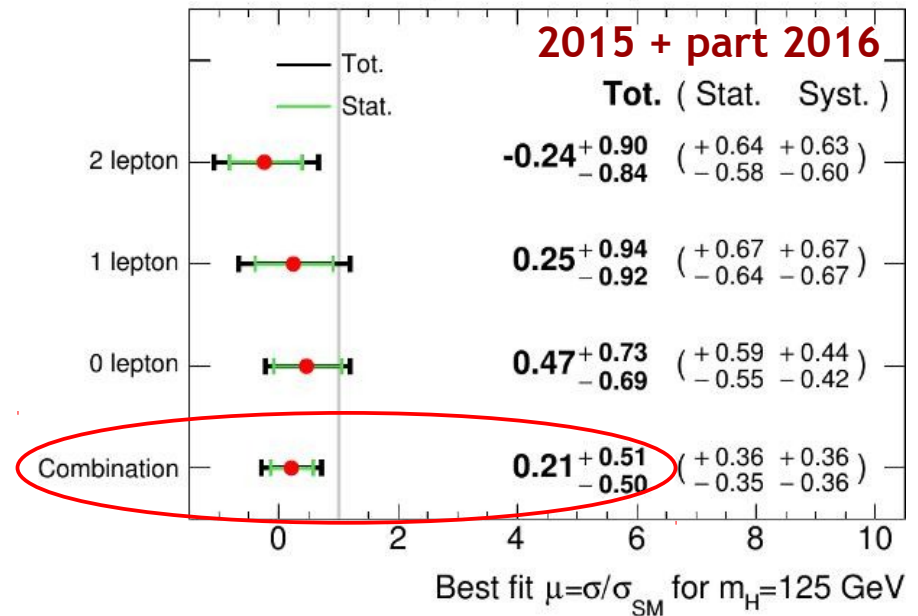 2015 + part 2016
Tot.
Stat.
Tot. ( Stat. Syst. )
2 lepton -0.24 + 0.90 - 0.84 ( + 0.64 - 0.58 + 0.63 - 0.60 )
1 lepton 0.25 + 0.94 - 0.92 ( + 0.67 - 0.64 + 0.67 - 0.67 )
0 lepton 0.47 + 0.73 - 0.69 ( + 0.59 - 0.55 + 0.44 - 0.42 )
Combination 0.21 + 0.51 - 0.50 ( + 0.36 - 0.35 + 0.36 - 0.36 )
0 2 4 6 8 10
Best fit μ=σ/σ_SM for m_H=125 GeV